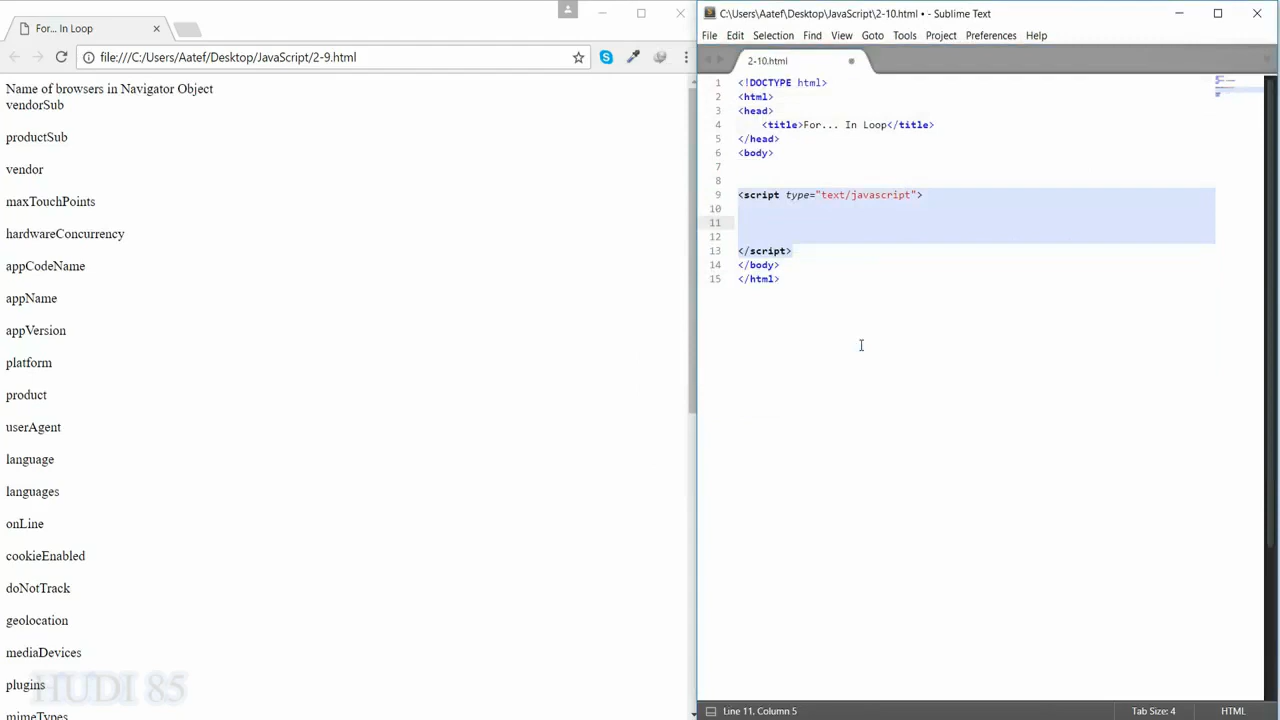 For... In Loop
file:///C:/Users/Aatef/Desktop/JavaScript/2-9.html
Name of browsers in Navigator Object
vendorSub
productSub
vendor
maxTouchPoints
hardwareConcurrency
appCodeName
appName
appVersion
platform
product
userAgent
language
languages
onLine
cookieEnabled
doNotTrack
geolocation
mediaDevices
plugins
mimeTypes
HUDI 85
C:\Users\Aatef\Desktop\JavaScript\2-10.html • - Sublime Text
File Edit Selection Find View Goto Tools Project Preferences Help
2-10.html
1 <!DOCTYPE html>
2 <html>
3 <head>
4 <title>For... In Loop</title>
5 </head>
6 <body>
7
8
9 <script type="text/javascript">
10
11
12
13 </script>
14 </body>
15 </html>
Line 11, Column 5 Tab Size: 4 HTML